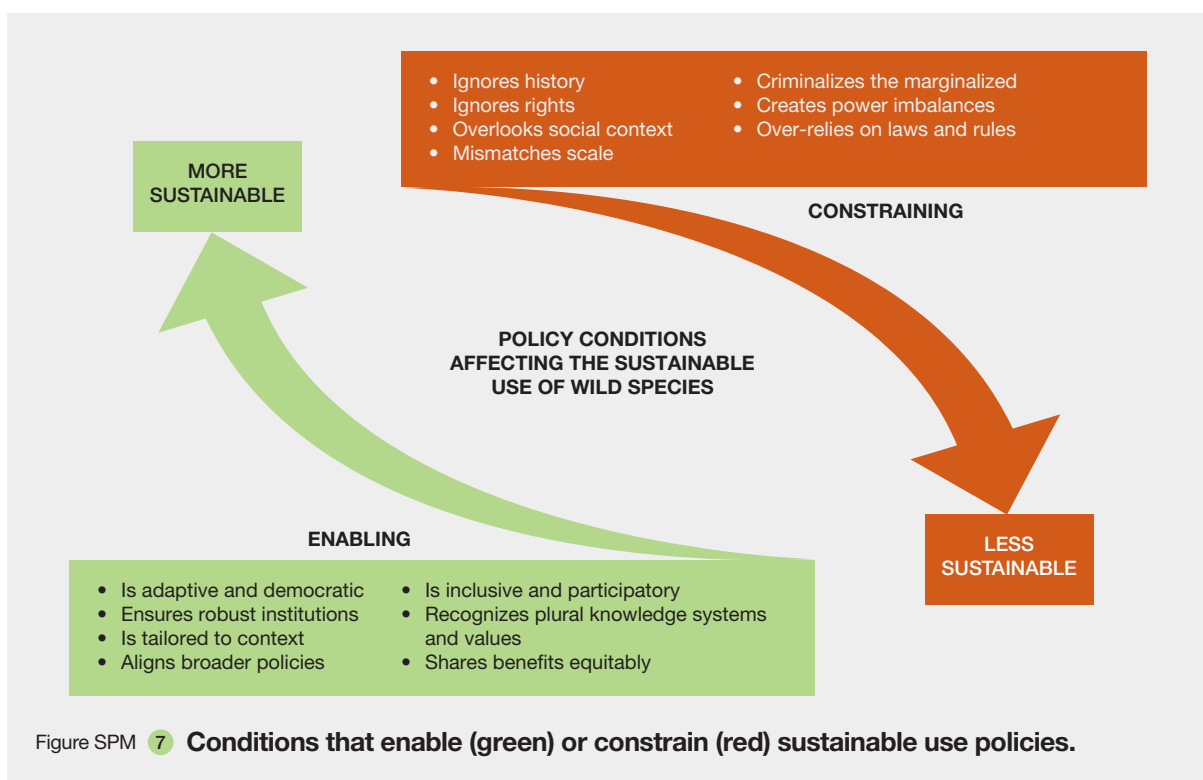 • Ignores history
• Ignores rights
• Overlooks social context
• Mismatches scale
• Criminalizes the marginalized
• Creates power imbalances
• Over-relies on laws and rules
MORE
SUSTAINABLE
CONSTRAINING
POLICY CONDITIONS
AFFECTING THE SUSTAINABLE
USE OF WILD SPECIES
ENABLING
LESS
SUSTAINABLE
• Is adaptive and democratic
• Ensures robust institutions
• Is tailored to context
• Aligns broader policies
• Is inclusive and participatory
• Recognizes plural knowledge systems
and values
• Shares benefits equitably
Figure SPM 7 Conditions that enable (green) or constrain (red) sustainable use policies.